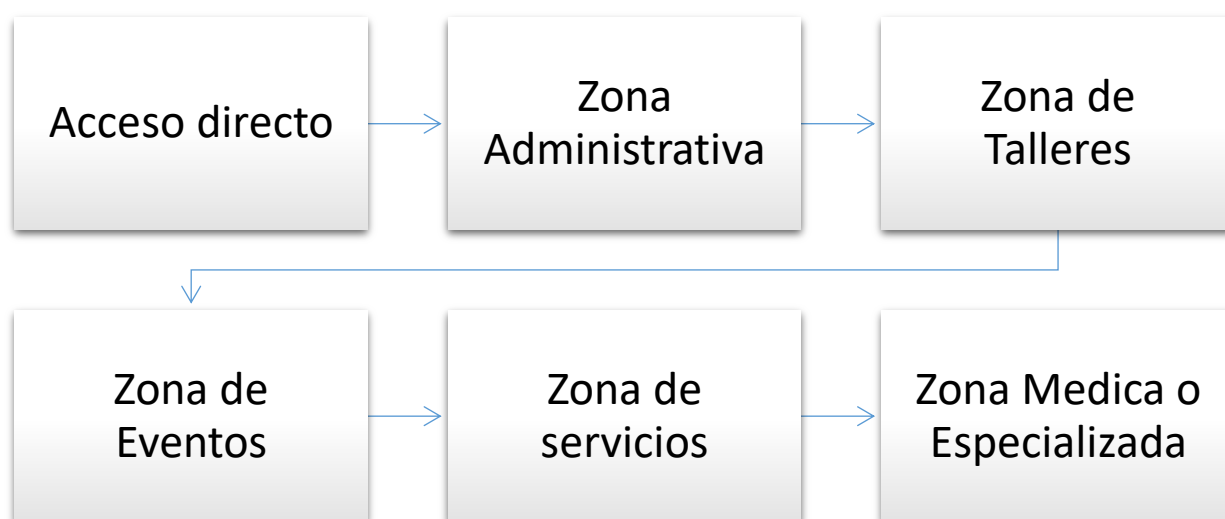 Acceso directo
Zona
Administrativa
Zona de
Talleres
Zona de
Eventos
Zona de
servicios
Zona Medica o
Especializada